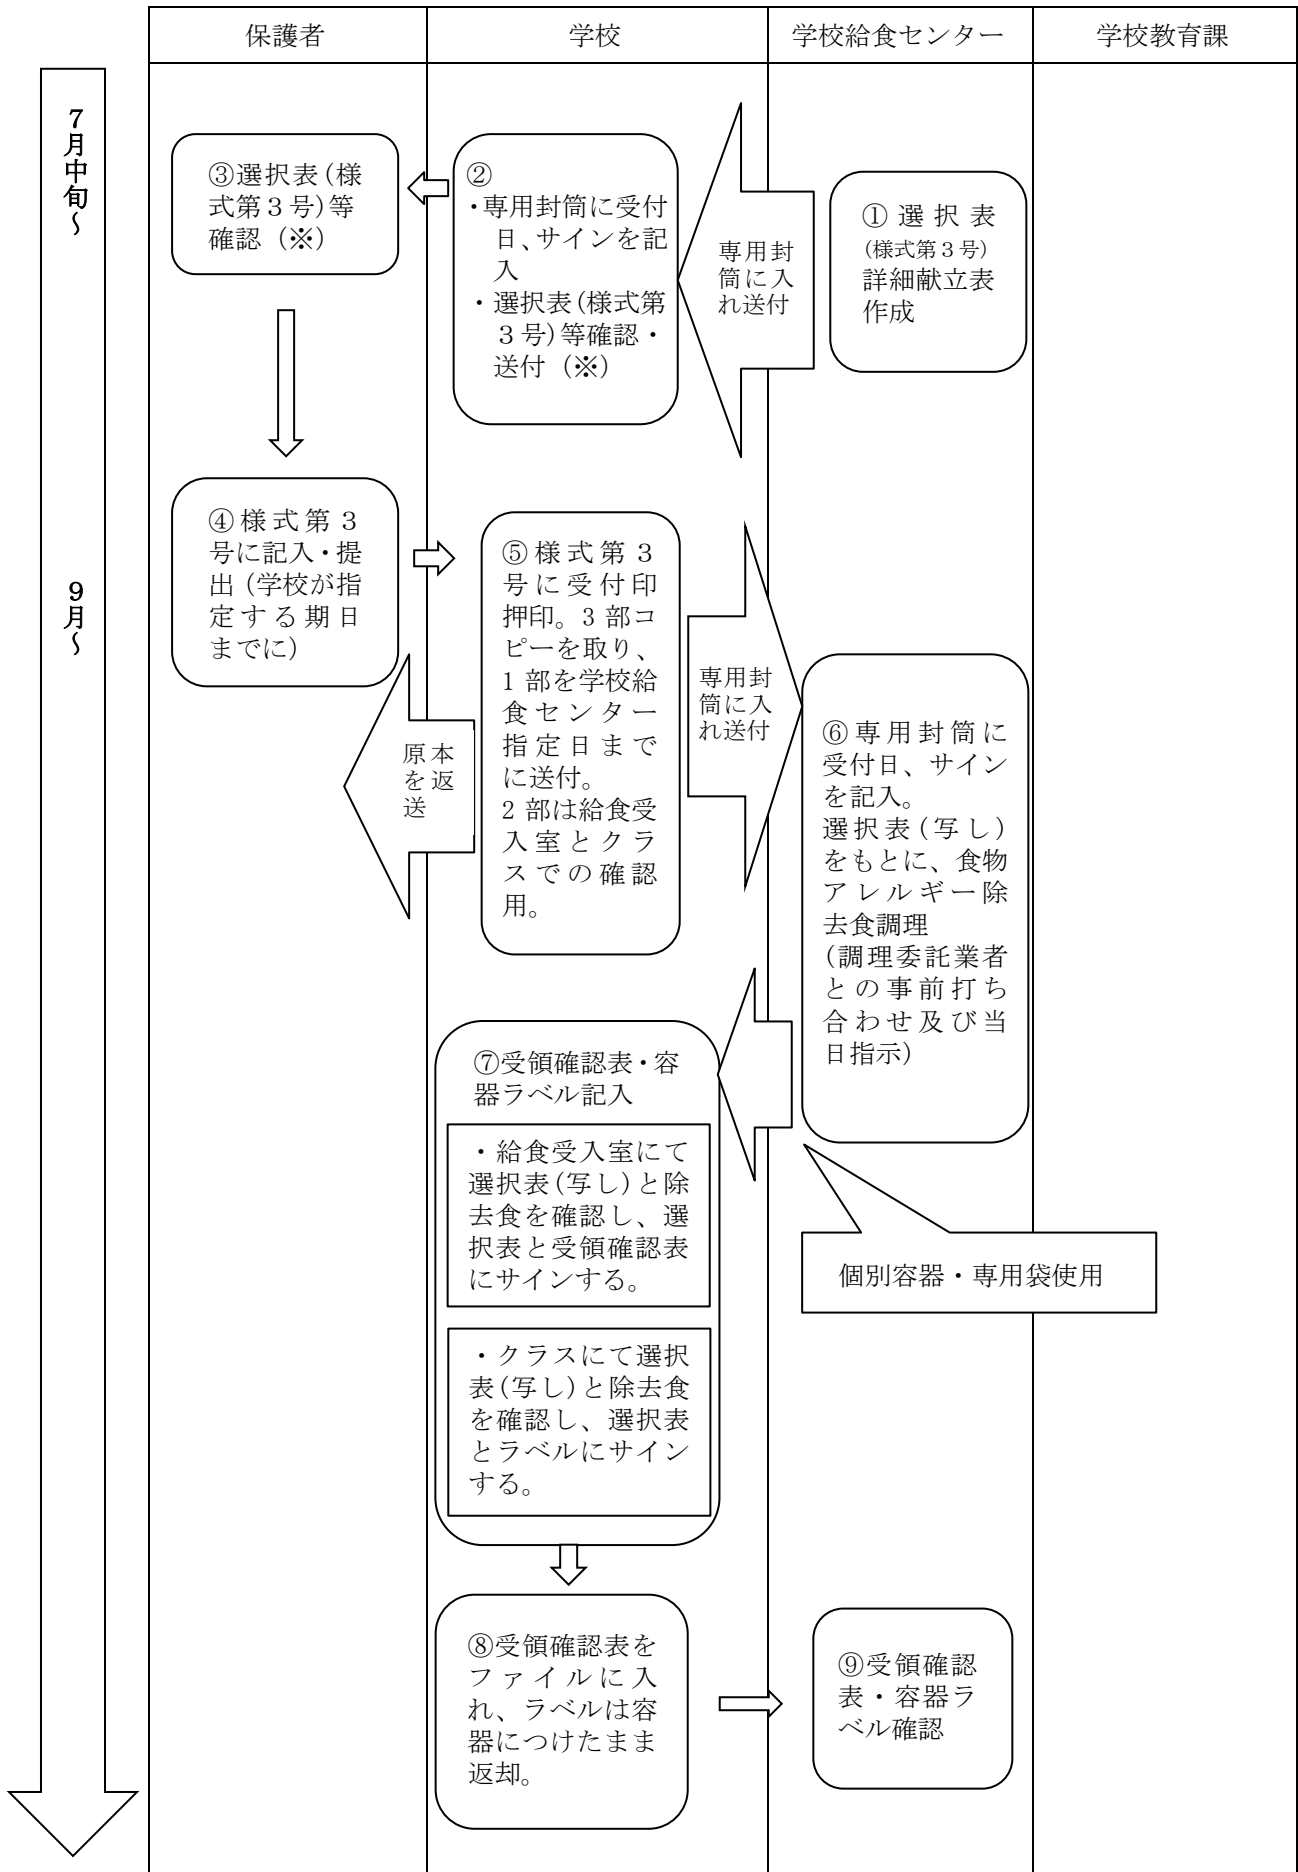 保護者
学校
学校給食センター
学校教育課
7月中旬~
9月~
①選択表
(様式第3号)
詳細献立表
作成
専用封
筒に入
れ送付
②
・専用封筒に受付
日、サインを記
入
・選択表(様式第
3号)等確認・
送付(※)
③選択表(様
式第3号)等
確認(※)
④様式第3
号に記入・提
出(学校が指
定する期日
までに)
⑤様式第3
号に受付印
押印。3部コ
ピーを取り、
1部を学校給
食センター
指定日まで
に送付。
2部は給食受
入室とクラ
スでの確認
用。
原本
を返
送
専用封
筒に入
れ送付
⑥専用封筒に
受付日、サイン
を記入。
選択表(写し)
をもとに、食物
アレルギー除
去食調理
(調理委託業者
との事前打ち
合わせ及び当
日指示)
個別容器・専用袋使用
⑦受領確認表・容
器ラベル記入
・給食受入室にて
選択表(写し)と除
去食を確認し、選
択表と受領確認表
にサインする。
・クラスにて選択
表(写し)と除去食
を確認し、選択表
とラベルにサイン
する。
⑧受領確認表を
ファイルに入
れ、ラベルは容
器につけたまま
返却。
⑨受領確認
表・容器ラ
ベル確認